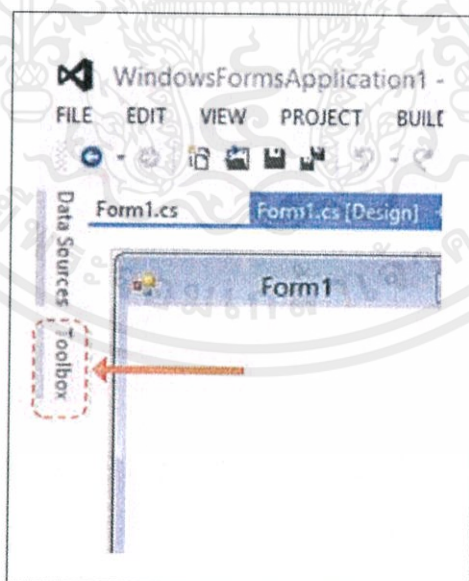 WindowsFormsApplication1 -
FILE EDIT VIEW PROJECT BUILD
Form1.cs Form1.cs [Design]
Data Sources
Toolbox
Form1